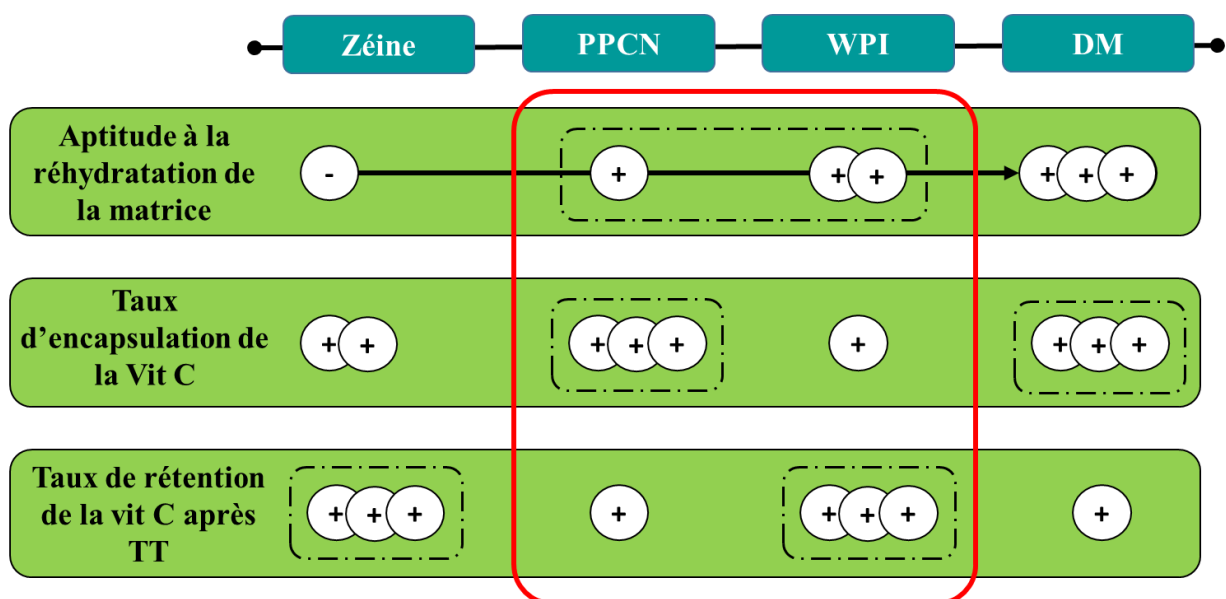 Zéine PPCN WPI DM
Aptitude à la
réhydratation de
la matrice
- + ++ +++
Taux
d'encapsulation de
la Vit C
++ +++ + +++
Taux de rétention
de la vit C après
TT
+++ + +++ +